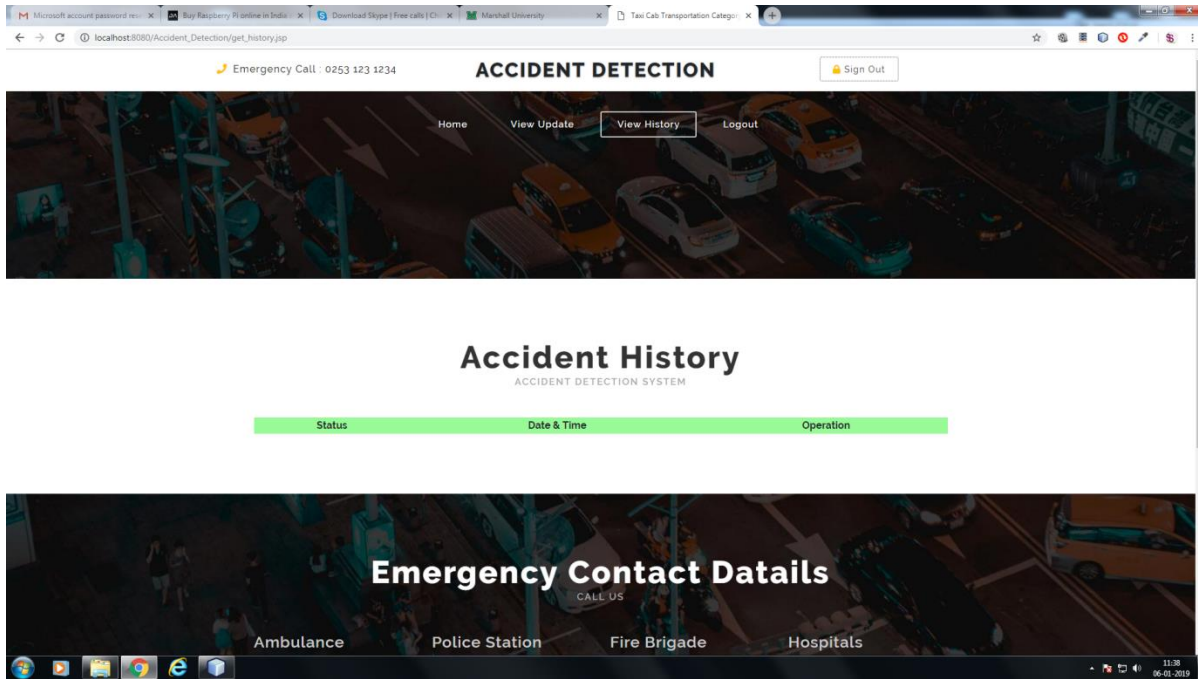 Microsoft account password rese
Buy Raspberry Pi online in India
Download Skype | Free calls | Ch
Marshall University
Taxi Cab Transportation Categor
localhost:8080/Accident_Detection/get_history.jsp
Emergency Call : 0253 123 1234
ACCIDENT DETECTION
Sign Out
Home View Update View History Logout
Accident History
ACCIDENT DETECTION SYSTEM
Status Date & Time Operation
Emergency Contact Datails
CALL US
Ambulance Police Station Fire Brigade Hospitals
11:38
06-01-2019